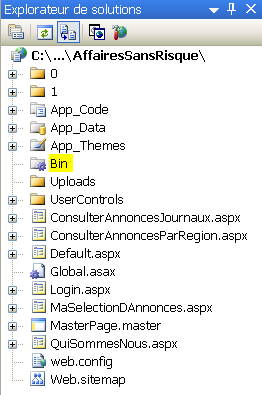 Explorateur de solutions
C:\...\AffairesSansRisque\
0
1
App_Code
App_Data
App_Themes
Bin
Uploads
UserControls
ConsulterAnnoncesJournaux.aspx
ConsulterAnnoncesParRegion.aspx
Default.aspx
Global.asax
Login.aspx
MaSelectionDAnnonces.aspx
MasterPage.master
QuiSommesNous.aspx
web.config
Web.sitemap